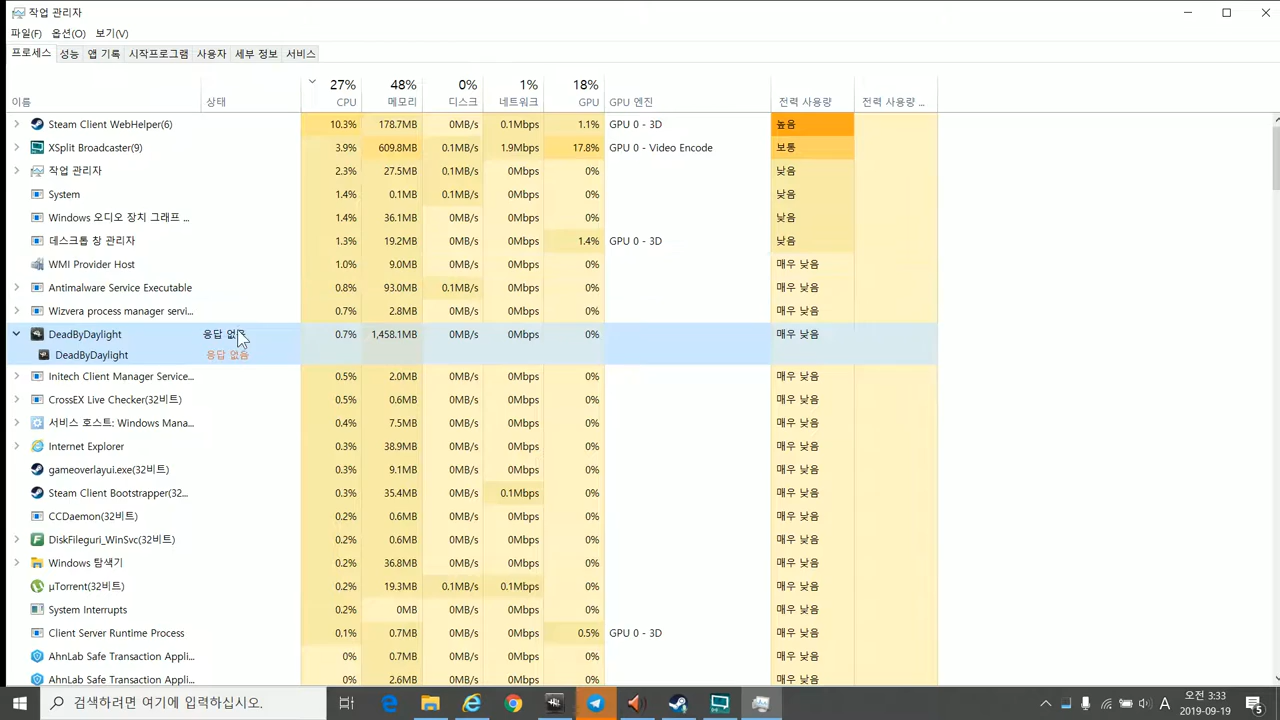 작업 관리자
파일(F) 옵션(O) 보기(V)
프로세스 성능 앱 기록 시작프로그램 사용자 세부 정보 서비스
27% 48% 0% 1% 18%
이름 상태 CPU 메모리 디스크 네트워크 GPU GPU 엔진 전력 사용량 전력 사용량 ...
Steam Client WebHelper(6) 10.3% 178.7MB 0MB/s 0.1Mbps 1.1% GPU 0 - 3D 높음
XSplit Broadcaster(9) 3.9% 609.8MB 0.1MB/s 1.9Mbps 17.8% GPU 0 - Video Encode 보통
작업 관리자 2.3% 27.5MB 0MB/s 0Mbps 0% 낮음
System 1.4% 0.1MB 0.1MB/s 0Mbps 0% 낮음
Windows 오디오 장치 그래프 ... 1.4% 36.1MB 0MB/s 0Mbps 0% 낮음
데스크톱 창 관리자 1.3% 19.2MB 0MB/s 0Mbps 1.4% GPU 0 - 3D 낮음
WMI Provider Host 1.0% 9.0MB 0MB/s 0Mbps 0% 매우 낮음
Antimalware Service Executable 0.8% 93.0MB 0.1MB/s 0Mbps 0% 매우 낮음
Wizvera process manager servi... 0.7% 2.8MB 0MB/s 0Mbps 0% 매우 낮음
DeadByDaylight 응답 없음 0.7% 1,458.1MB 0MB/s 0Mbps 0% 매우 낮음
DeadByDaylight 응답 없음
Initech Client Manager Service... 0.5% 2.0MB 0MB/s 0Mbps 0% 매우 낮음
CrossEX Live Checker(32비트) 0.5% 0.6MB 0MB/s 0Mbps 0% 매우 낮음
서비스 호스트: Windows Mana... 0.4% 7.5MB 0MB/s 0Mbps 0% 매우 낮음
Internet Explorer 0.3% 38.9MB 0MB/s 0Mbps 0% 매우 낮음
gameoverlayui.exe(32비트) 0.3% 9.1MB 0MB/s 0Mbps 0% 매우 낮음
Steam Client Bootstrapper(32... 0.3% 35.4MB 0MB/s 0.1Mbps 0% 매우 낮음
CCDaemon(32비트) 0.2% 0.6MB 0MB/s 0Mbps 0% 매우 낮음
DiskFileguri_WinSvc(32비트) 0.2% 0.6MB 0MB/s 0Mbps 0% 매우 낮음
Windows 탐색기 0.2% 36.8MB 0MB/s 0Mbps 0% 매우 낮음
µTorrent(32비트) 0.2% 19.3MB 0.1MB/s 0.1Mbps 0% 매우 낮음
System Interrupts 0.2% 0MB 0MB/s 0Mbps 0% 매우 낮음
Client Server Runtime Process 0.1% 0.7MB 0MB/s 0Mbps 0.5% GPU 0 - 3D 매우 낮음
AhnLab Safe Transaction Appli... 0% 0.7MB 0MB/s 0Mbps 0% 매우 낮음
AhnLab Safe Transaction Appli... 0% 2.6MB 0MB/s 0Mbps 0% 매우 낮음
검색하려면 여기에 입력하십시오. A 오전 3:33
2019-09-19 5